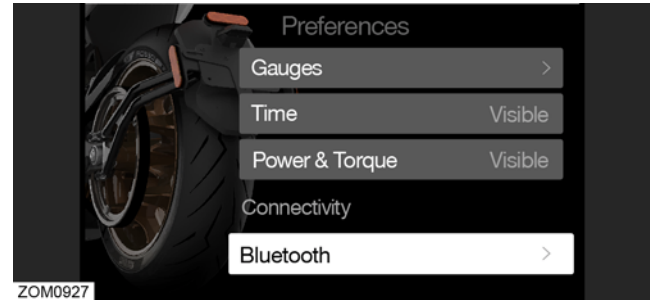 Preferences
Gauges >
Time Visible
Power & Torque Visible
Connectivity
Bluetooth >
ZOM0927